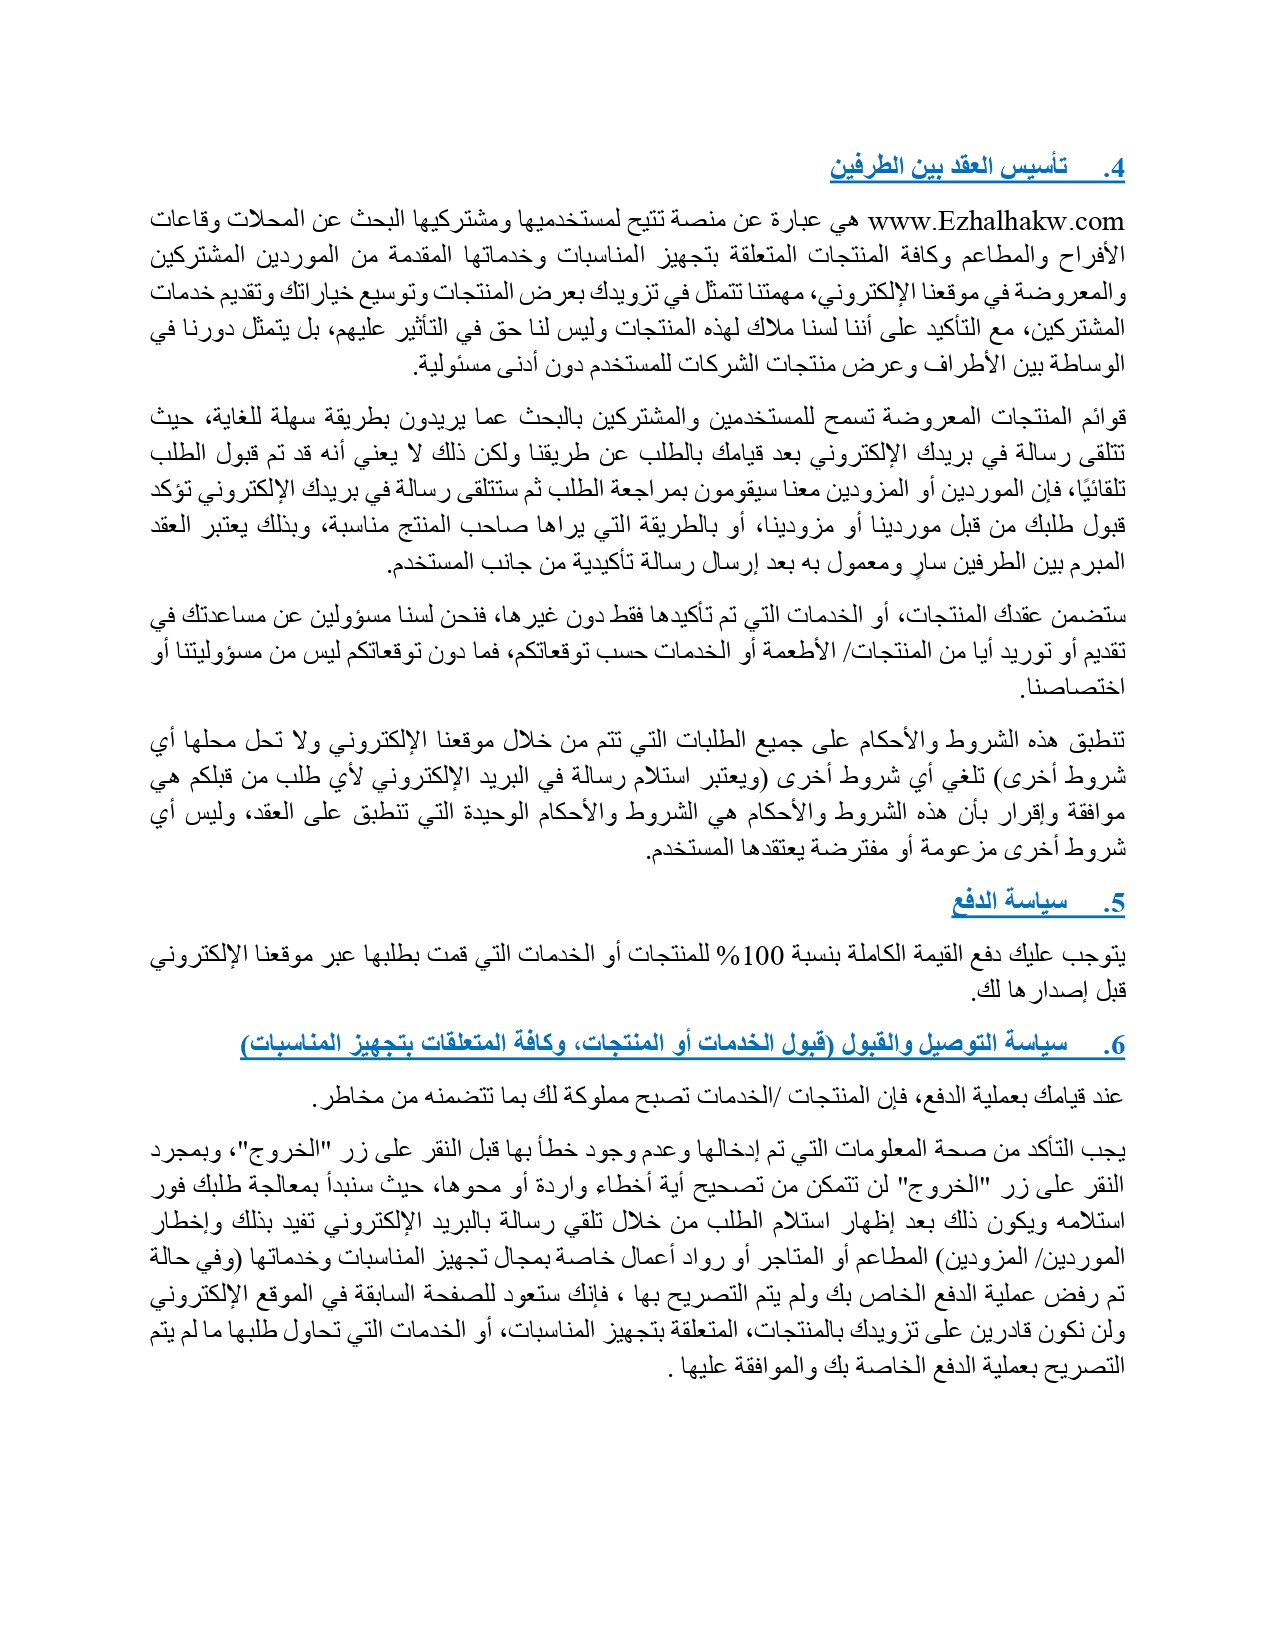 4. تأسيس العقد بين الطرفين
www.Ezhalhakw.com هي عبارة عن منصة تتيح لمستخدميها ومشتركيها البحث عن المحلات وقاعات
الأفراح والمطاعم وكافة المنتجات المتعلقة بتجهيز المناسبات وخدماتها المقدمة من الموردين المشتركين
والمعروضة في موقعنا الإلكتروني، مهمتنا تتمثل في تزويدك بعرض المنتجات وتوسيع خياراتك وتقديم خدمات
المشتركين، مع التأكيد على أننا لسنا ملاك لهذه المنتجات وليس لنا حق في التأثير عليهم، بل يتمثل دورنا في
الوساطة بين الأطراف وعرض منتجات الشركات للمستخدم دون أدنى مسئولية.
قوائم المنتجات المعروضة تسمح للمستخدمين والمشتركين بالبحث عما يريدون بطريقة سهلة للغاية، حيث
تتلقى رسالة في بريدك الإلكتروني بعد قيامك بالطلب عن طريقنا ولكن ذلك لا يعني أنه قد تم قبول الطلب
تلقائيًا، فإن الموردين أو المزودين معنا سيقومون بمراجعة الطلب ثم ستتلقى رسالة في بريدك الإلكتروني تؤكد
قبول طلبك من قبل موردينا أو مزودينا، أو بالطريقة التي يراها صاحب المنتج مناسبة، وبذلك يعتبر العقد
المبرم بين الطرفين سارٍ ومعمول به بعد إرسال رسالة تأكيدية من جانب المستخدم.
ستضمن عقدك المنتجات، أو الخدمات التي تم تأكيدها فقط دون غيرها، فنحن لسنا مسؤولين عن مساعدتك في
تقديم أو توريد أيا من المنتجات/ الأطعمة أو الخدمات حسب توقعاتكم، فما دون توقعاتكم ليس من مسؤوليتنا أو
اختصاصنا.
تنطبق هذه الشروط والأحكام على جميع الطلبات التي تتم من خلال موقعنا الإلكتروني ولا تحل محلها أي
شروط أخرى) تلغي أي شروط أخرى (ويعتبر استلام رسالة في البريد الإلكتروني لأي طلب من قبلكم هي
موافقة وإقرار بأن هذه الشروط والأحكام هي الشروط والأحكام الوحيدة التي تنطبق على العقد، وليس أي
شروط أخرى مزعومة أو مفترضة يعتقدها المستخدم.
5. سياسة الدفع
يتوجب عليك دفع القيمة الكاملة بنسبة 100% للمنتجات أو الخدمات التي قمت بطلبها عبر موقعنا الإلكتروني
قبل إصدارها لك.
6. سياسة التوصيل والقبول (قبول الخدمات أو المنتجات، وكافة المتعلقات بتجهيز المناسبات)
عند قيامك بعملية الدفع، فإن المنتجات /الخدمات تصبح مملوكة لك بما تتضمنه من مخاطر.
يجب التأكد من صحة المعلومات التي تم إدخالها وعدم وجود خطأ بها قبل النقر على زر "الخروج"، وبمجرد
النقر على زر "الخروج" لن تتمكن من تصحيح أية أخطاء واردة أو محوها، حيث سنبدأ بمعالجة طلبك فور
استلامه ويكون ذلك بعد إظهار استلام الطلب من خلال تلقي رسالة بالبريد الإلكتروني تفيد بذلك وإخطار
الموردين/ المزودين) المطاعم أو المتاجر أو رواد أعمال خاصة بمجال تجهيز المناسبات وخدماتها (وفي حالة
تم رفض عملية الدفع الخاص بك ولم يتم التصريح بها ، فإنك ستعود للصفحة السابقة في الموقع الإلكتروني
ولن نكون قادرين على تزويدك بالمنتجات، المتعلقة بتجهيز المناسبات، أو الخدمات التي تحاول طلبها ما لم يتم
التصريح بعملية الدفع الخاصة بك والموافقة عليها .